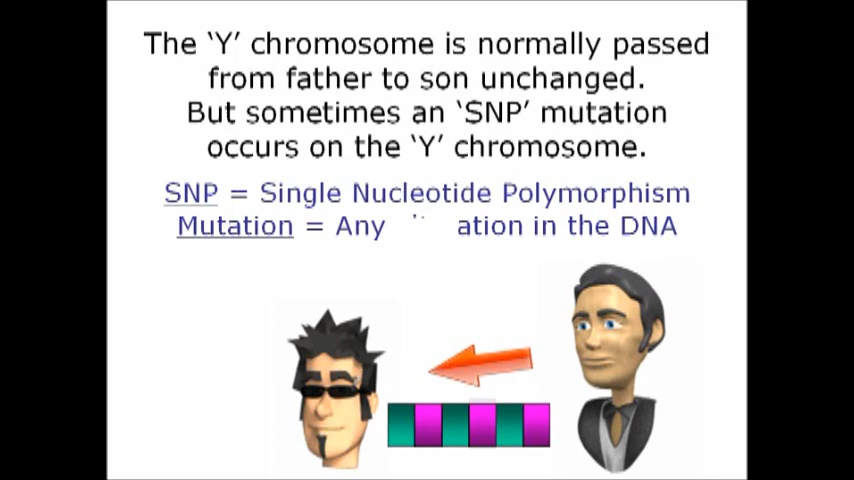 The ‘Y’ chromosome is normally passed
from father to son unchanged.
But sometimes an ‘SNP’ mutation
occurs on the ‘Y’ chromosome.
SNP = Single Nucleotide Polymorphism
Mutation = Any ation in the DNA